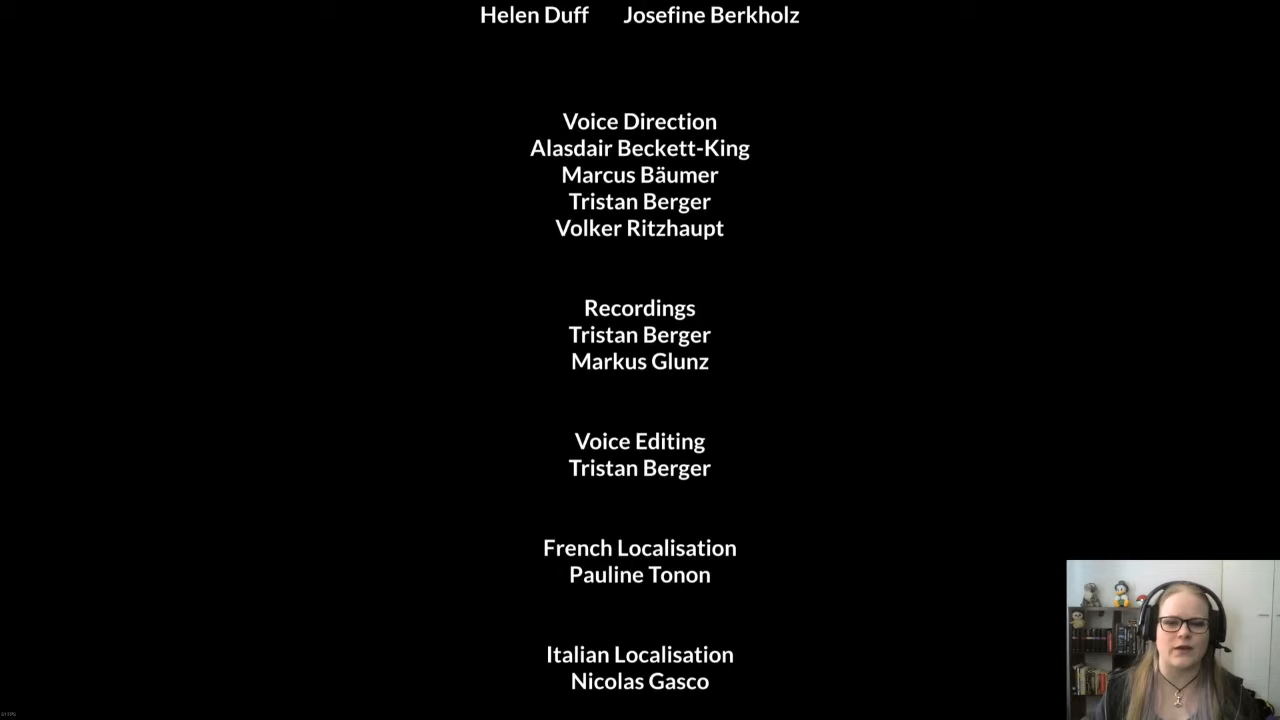 Helen Duff Josefine Berkholz
Voice Direction
Alasdair Beckett-King
Marcus Bäumer
Tristan Berger
Volker Ritzhaupt
Recordings
Tristan Berger
Markus Glunz
Voice Editing
Tristan Berger
French Localisation
Pauline Tonon
Italian Localisation
Nicolas Gasco